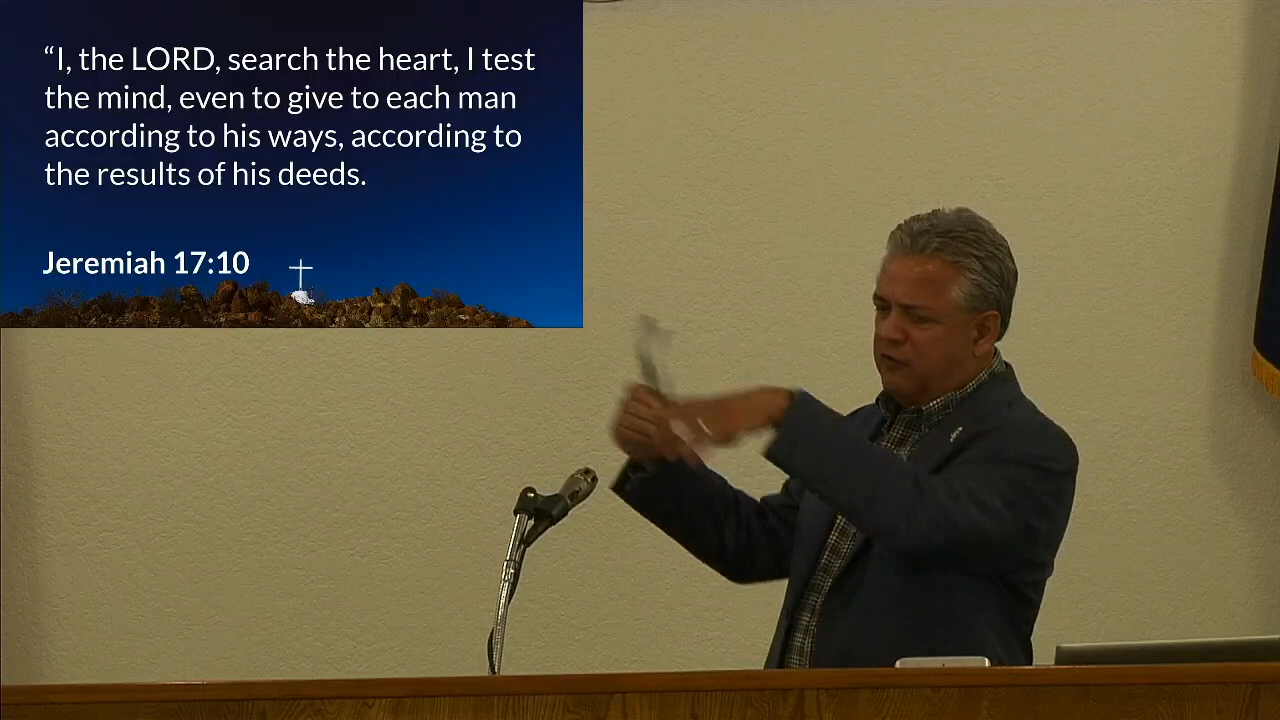 “I, the LORD, search the heart, I test
the mind, even to give to each man
according to his ways, according to
the results of his deeds.
Jeremiah 17:10